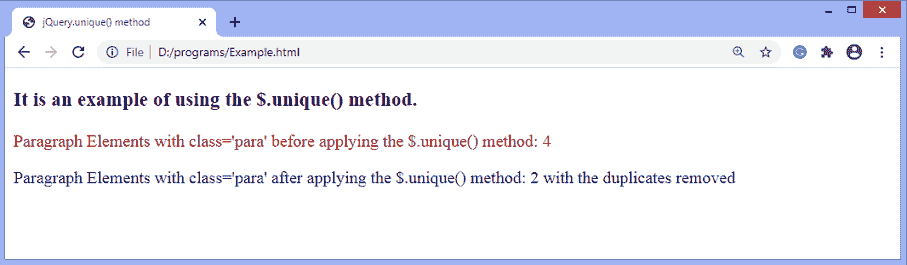 jQuery.unique() method
File | D:/programs/Example.html
It is an example of using the $.unique() method.
Paragraph Elements with class='para' before applying the $.unique() method: 4
Paragraph Elements with class='para' after applying the $.unique() method: 2 with the duplicates removed